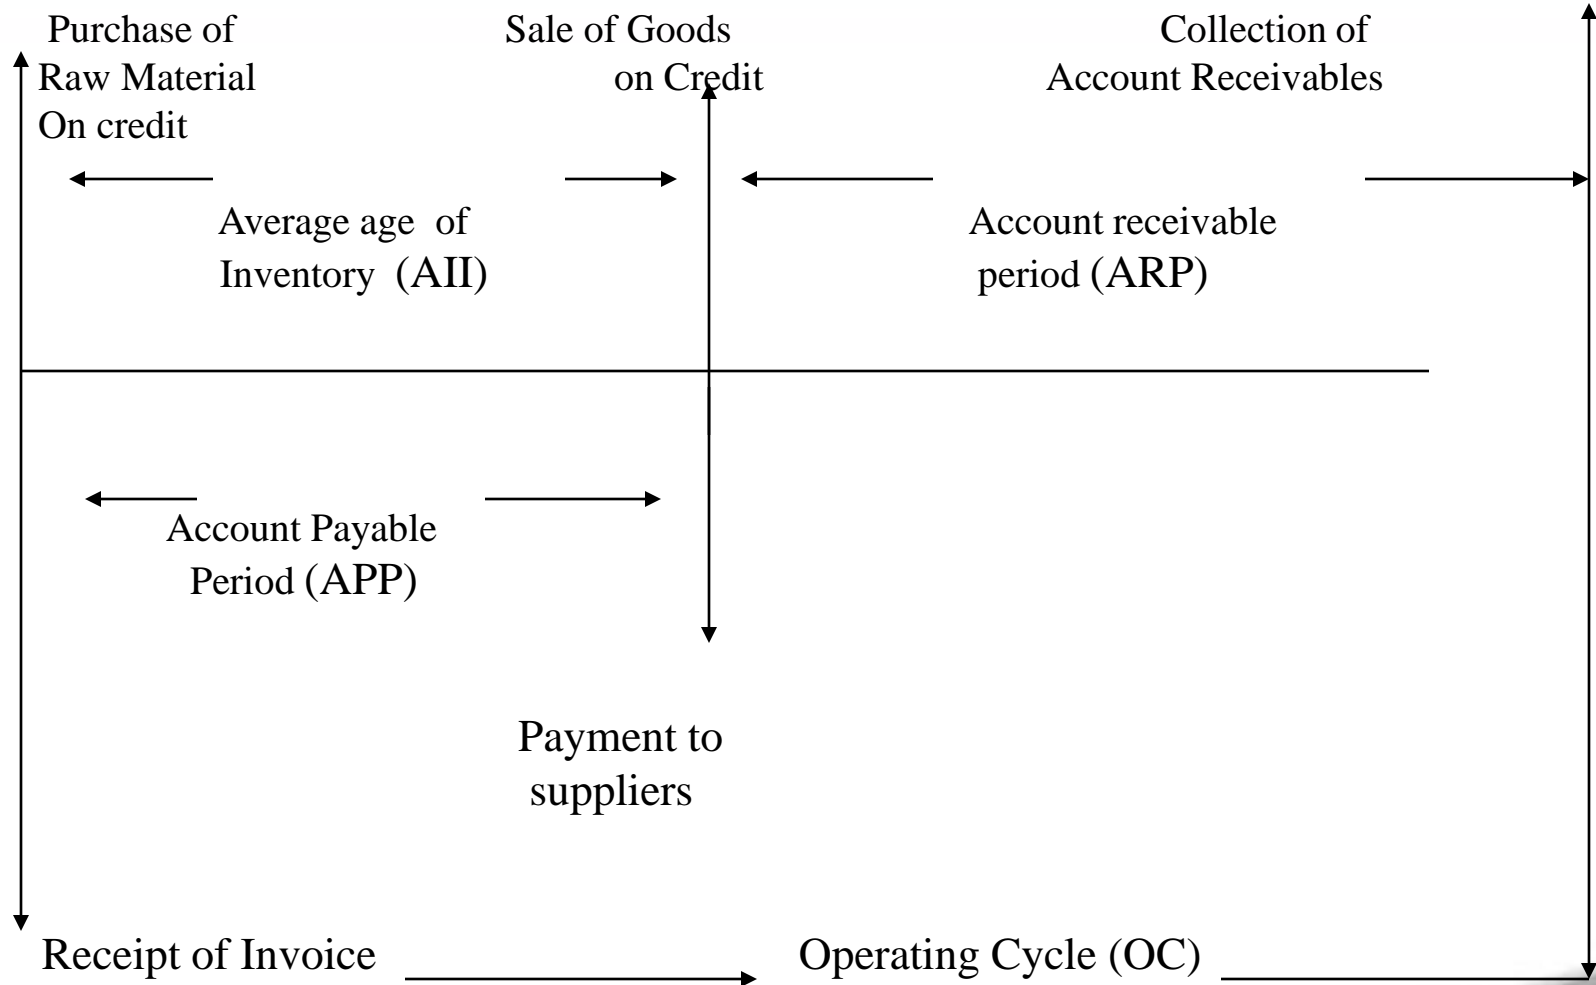 Purchase of
Raw Material
On credit
Sale of Goods
on Credit
Collection of
Account Receivables
Average age of
Inventory (AII)
Account receivable
period (ARP)
Account Payable
Period (APP)
Payment to
suppliers
Receipt of Invoice
Operating Cycle (OC)